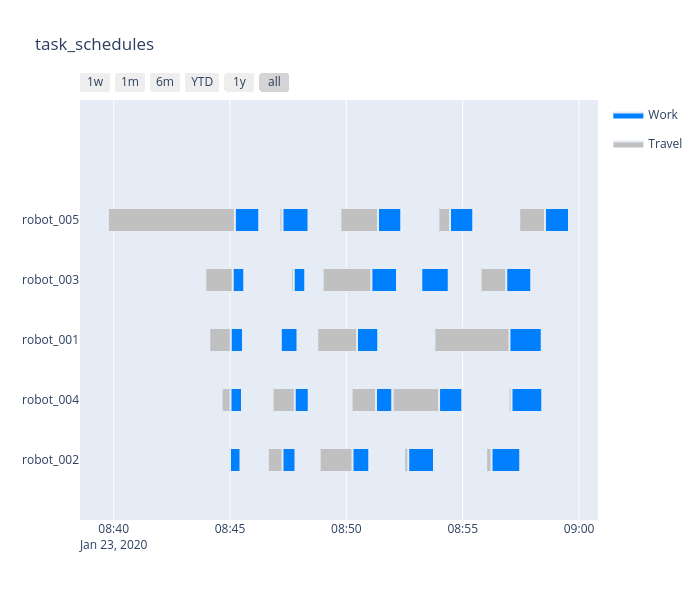 task_schedules
1w 1m 6m YTD 1y all
Work
Travel
robot_005
robot_003
robot_001
robot_004
robot_002
08:40 08:45 08:50 08:55 09:00
Jan 23, 2020